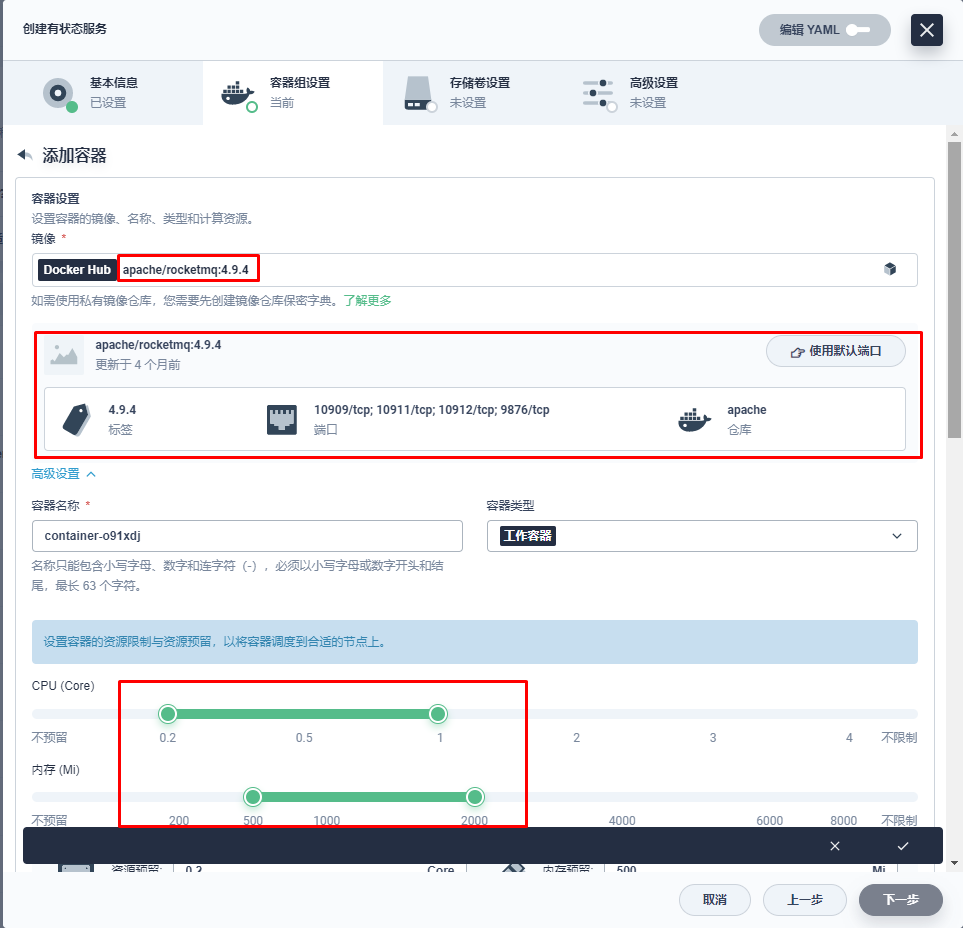 创建有状态服务
编辑 YAML
基本信息
已设置
容器组设置
当前
存储卷设置
未设置
高级设置
未设置
添加容器
容器设置
设置容器的镜像、名称、类型和计算资源。
镜像 *
Docker Hub apache/rocketmq:4.9.4
如需使用私有镜像仓库，您需要先创建镜像仓库保密字典。了解更多
apache/rocketmq:4.9.4
更新于 4 个月前
使用默认端口
4.9.4
标签
10909/tcp; 10911/tcp; 10912/tcp; 9876/tcp
端口
apache
仓库
高级设置
容器名称 *
container-o91xdj
名称只能包含小写字母、数字和连字符（-），必须以小写字母或数字开头和结
尾，最长 63 个字符。
容器类型
工作容器
设置容器的资源限制与资源预留，以将容器调度到合适的节点上。
CPU (Core)
不预留 0.2 0.5 1 2 3 4 不限制
内存 (Mi)
不预留 200 500 1000 2000 4000 6000 8000 不限制
资源预留: 0.2 Core 内存预留: 500 Mi
取消 上一步 下一步